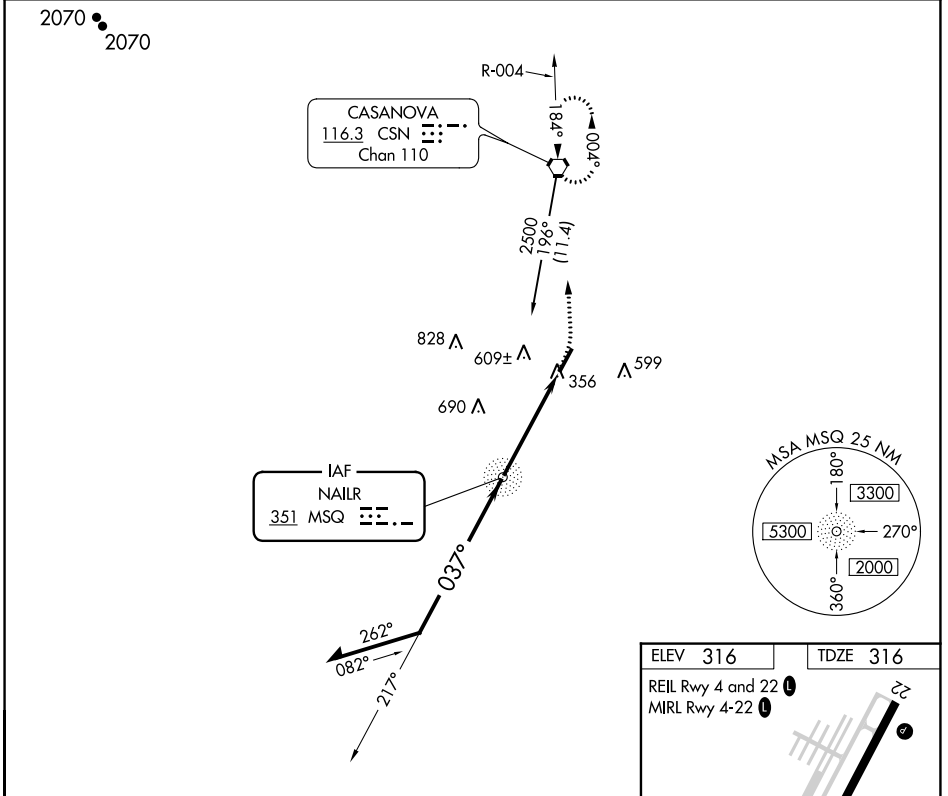 2070
2070
R-004
CASANOVA
116.3 CSN
Chan 110
184°
004°
2500
196°
(11.4)
828
609±
356
599
690
IAF
NAILR
351 MSQ
037°
262°
082°
217°
MSA MSQ 25 NM
180°
3300
5300
270°
2000
360°
ELEV 316
TDZE 316
REIL Rwy 4 and 22 L
MIRL Rwy 4-22 L
22
P